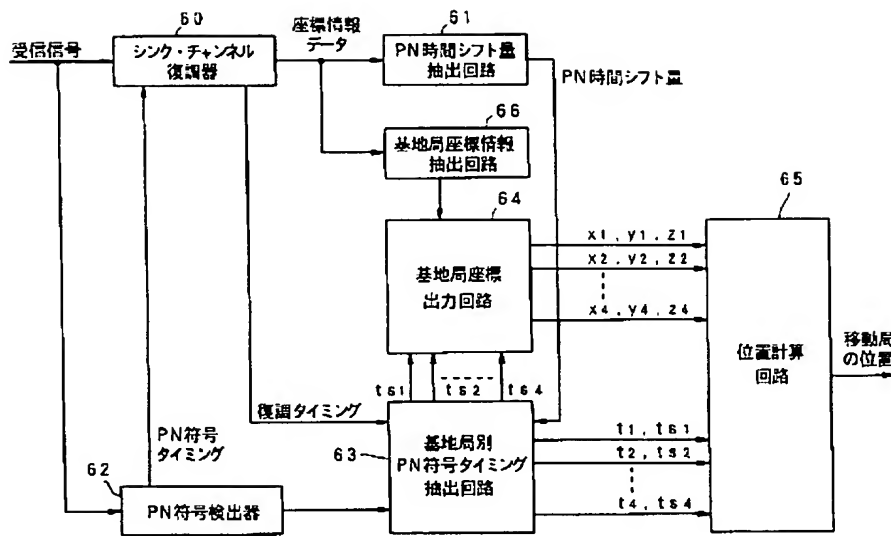 受信信号
60
シンク・チャンネル
復調器
座標情報
データ
61
PN時間シフト量
抽出回路
PN時間シフト量
66
基地局座標情報
抽出回路
64
基地局座標
出力回路
x1, y1, z1
x2, y2, z2
x4, y4, z4
65
位置計算
回路
移動局
の位置
ts1
ts2
ts4
復調タイミング
PN符号
タイミング
63
基地局別
PN符号タイミング
抽出回路
t1, ts1
t2, ts2
t4, ts4
62
PN符号検出器